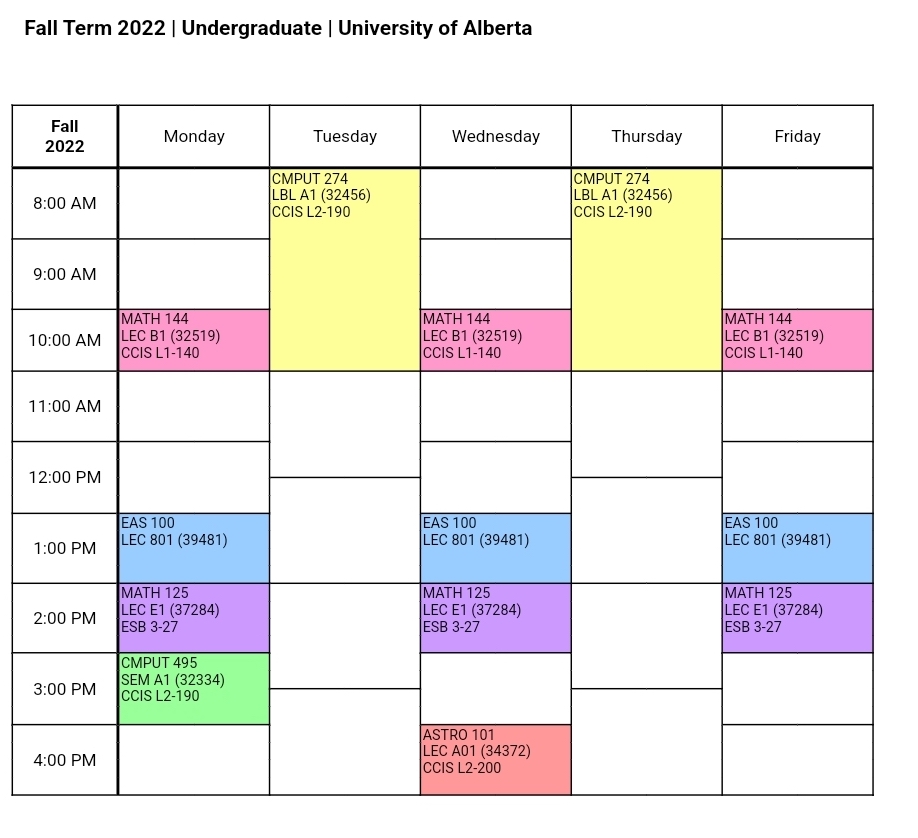 Fall Term 2022 | Undergraduate | University of Alberta
Fall
2022
Monday
Tuesday
Wednesday
Thursday
Friday
8:00 AM
CMPUT 274
LBL A1 (32456)
CCIS L2-190
CMPUT 274
LBL A1 (32456)
CCIS L2-190
9:00 AM
10:00 AM
MATH 144
LEC B1 (32519)
CCIS L1-140
MATH 144
LEC B1 (32519)
CCIS L1-140
MATH 144
LEC B1 (32519)
CCIS L1-140
11:00 AM
12:00 PM
1:00 PM
EAS 100
LEC 801 (39481)
EAS 100
LEC 801 (39481)
EAS 100
LEC 801 (39481)
2:00 PM
MATH 125
LEC E1 (37284)
ESB 3-27
MATH 125
LEC E1 (37284)
ESB 3-27
MATH 125
LEC E1 (37284)
ESB 3-27
3:00 PM
CMPUT 495
SEM A1 (32334)
CCIS L2-190
4:00 PM
ASTRO 101
LEC A01 (34372)
CCIS L2-200